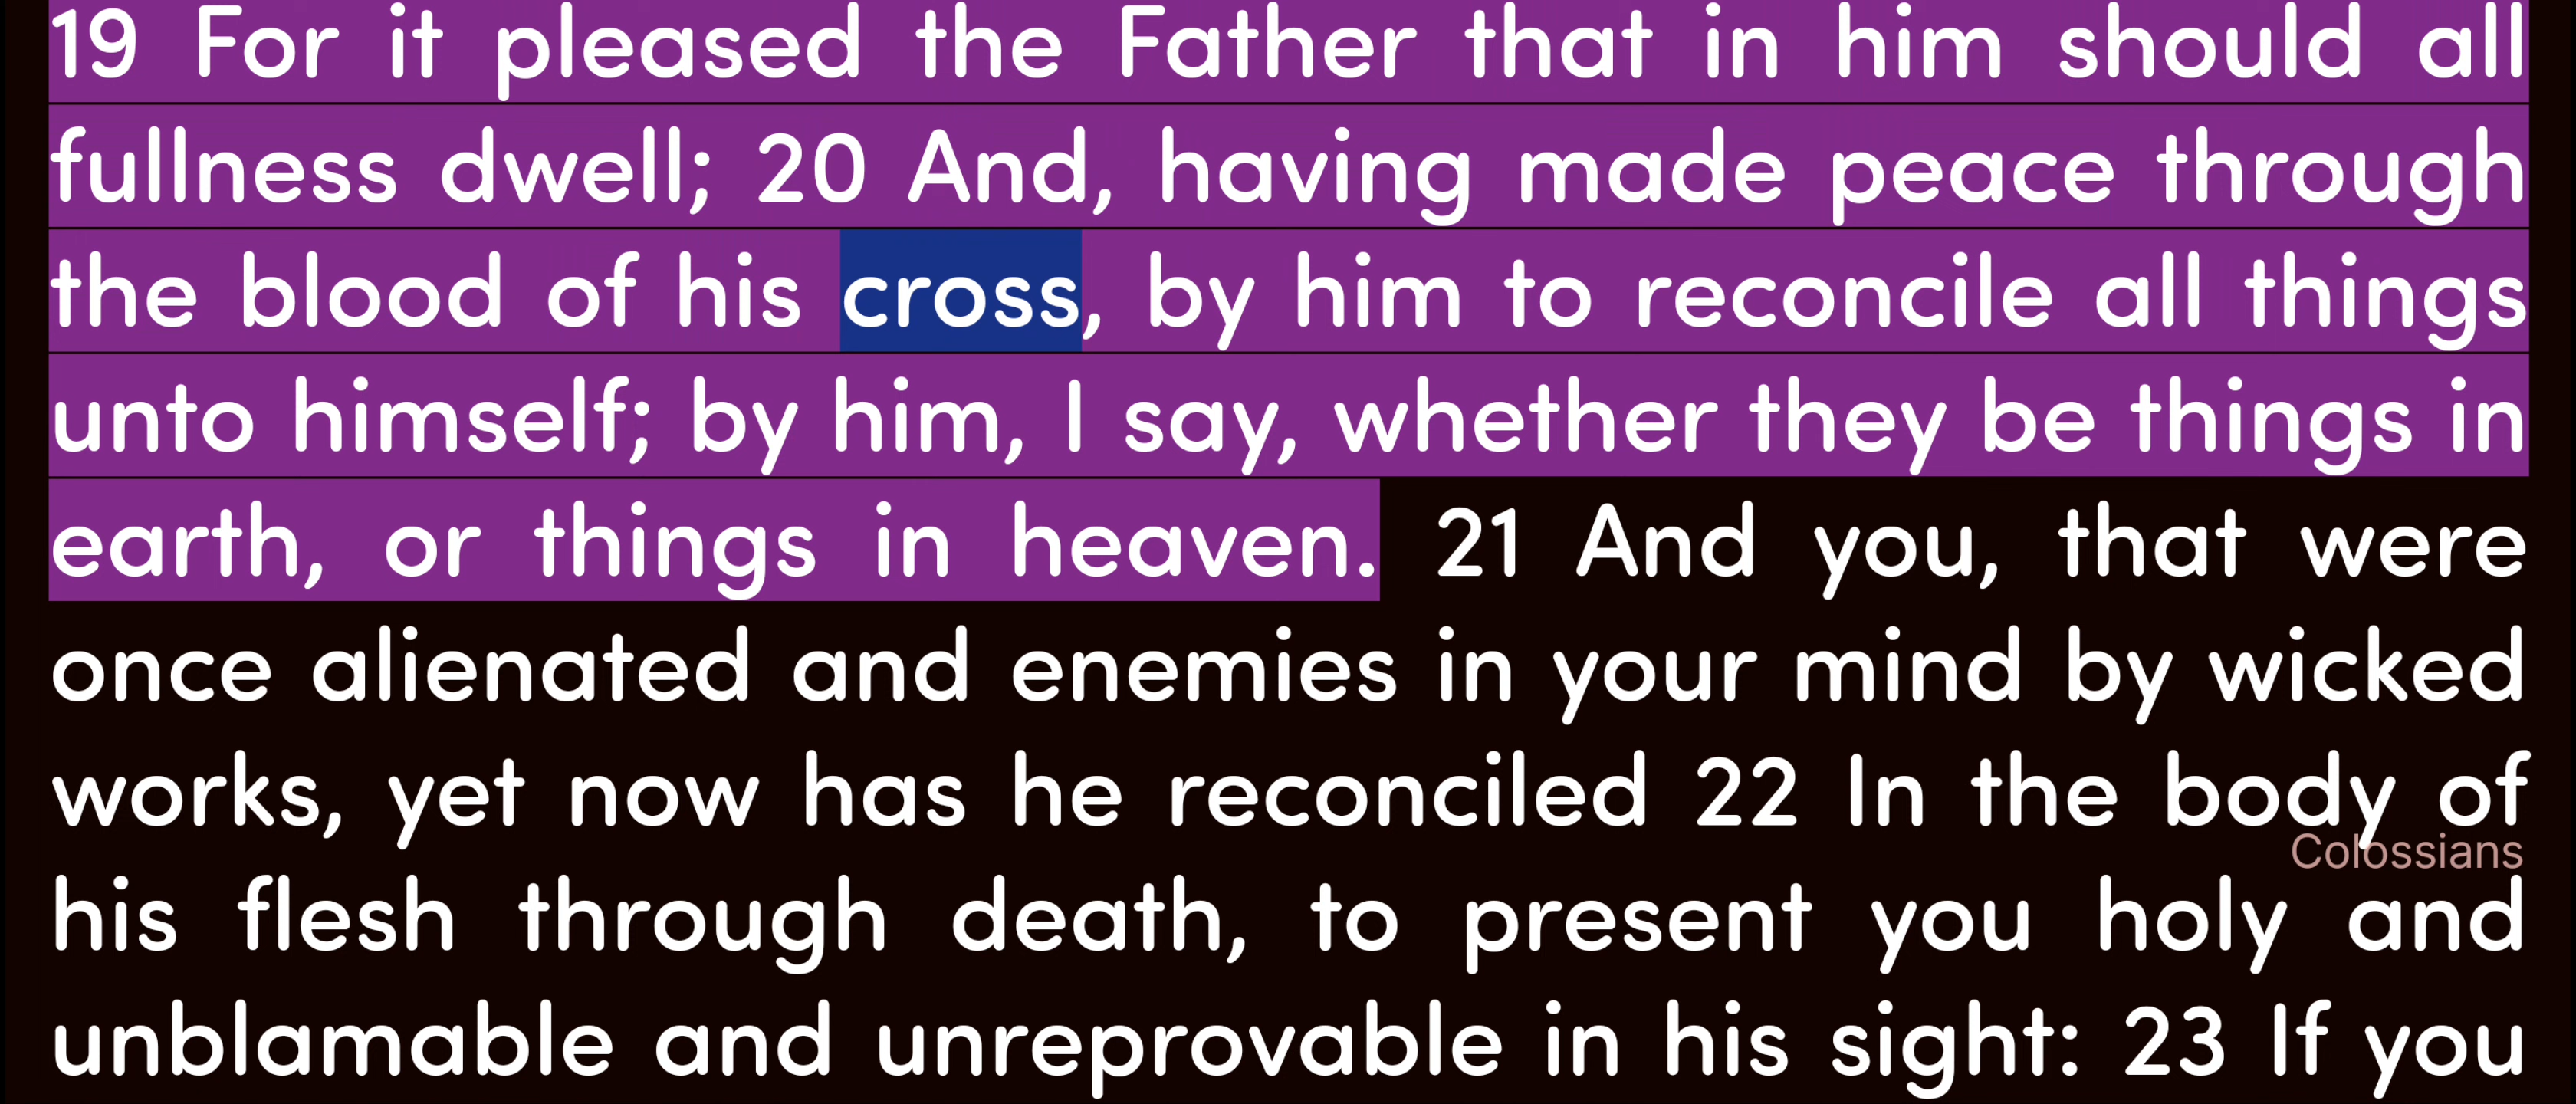 19 For it pleased the Father that in him should all
fullness dwell; 20 And, having made peace through
the blood of his cross, by him to reconcile all things
unto himself; by him, I say, whether they be things in
earth, or things in heaven. 21 And you, that were
once alienated and enemies in your mind by wicked
works, yet now has he reconciled 22 In the body of
Colossians
his flesh through death, to present you holy and
unblamable and unreprovable in his sight: 23 If you